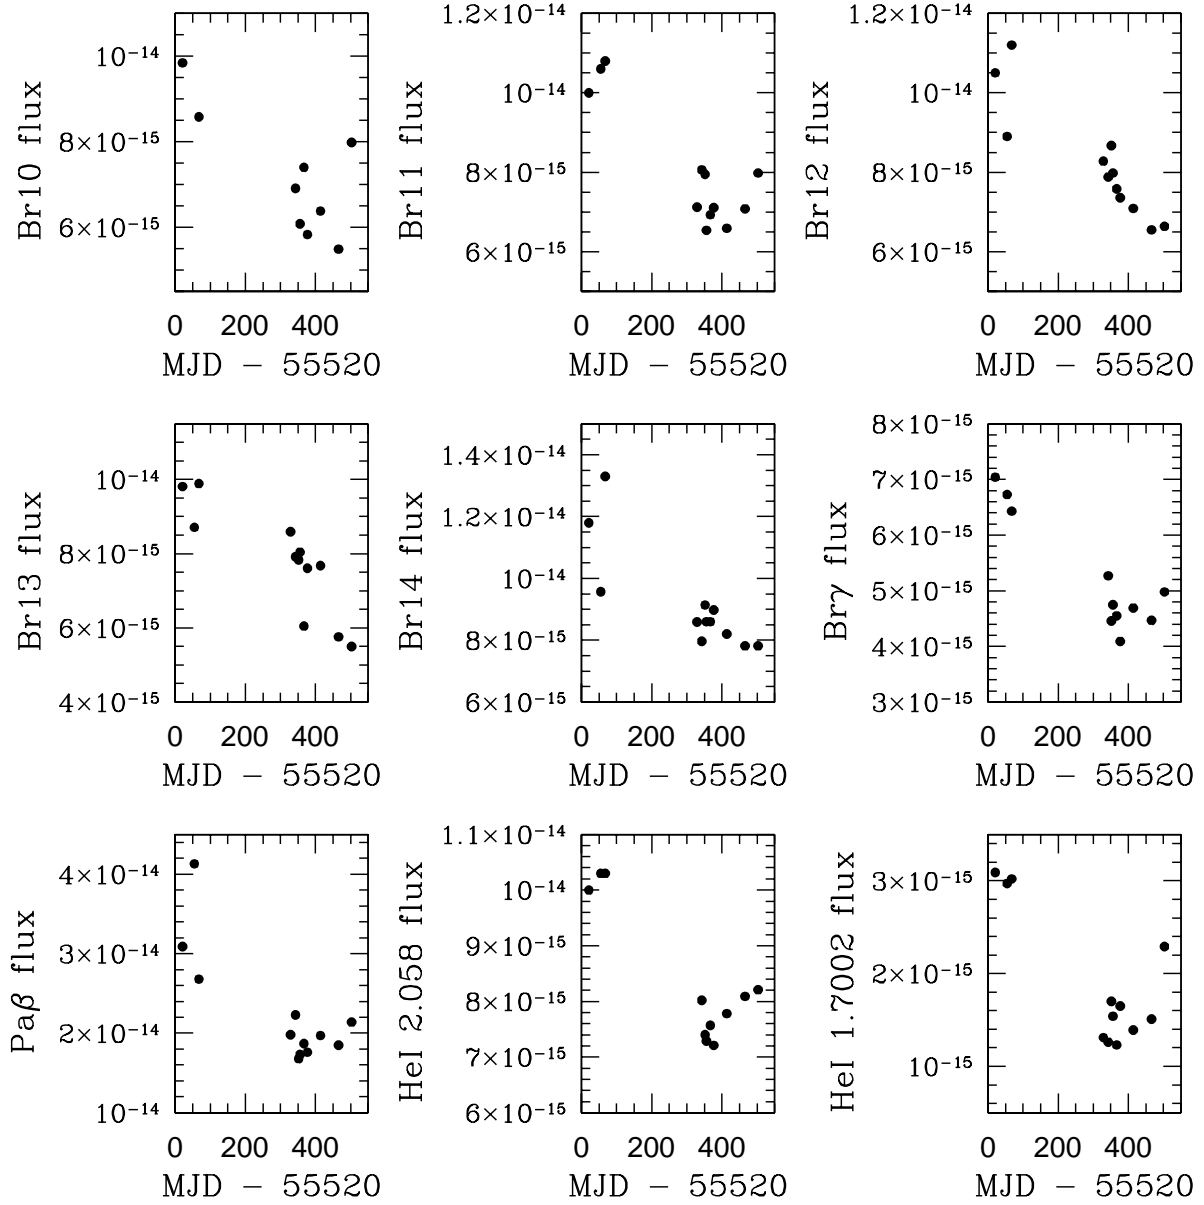 Br10 flux
10⁻¹⁴
8×10⁻¹⁵
6×10⁻¹⁵
0 200 400
MJD − 55520
Br11 flux
1.2×10⁻¹⁴
10⁻¹⁴
8×10⁻¹⁵
6×10⁻¹⁵
0 200 400
MJD − 55520
Br12 flux
1.2×10⁻¹⁴
10⁻¹⁴
8×10⁻¹⁵
6×10⁻¹⁵
0 200 400
MJD − 55520
Br13 flux
10⁻¹⁴
8×10⁻¹⁵
6×10⁻¹⁵
4×10⁻¹⁵
0 200 400
MJD − 55520
Br14 flux
1.4×10⁻¹⁴
1.2×10⁻¹⁴
10⁻¹⁴
8×10⁻¹⁵
6×10⁻¹⁵
0 200 400
MJD − 55520
Brγ flux
8×10⁻¹⁵
7×10⁻¹⁵
6×10⁻¹⁵
5×10⁻¹⁵
4×10⁻¹⁵
3×10⁻¹⁵
0 200 400
MJD − 55520
Paβ flux
4×10⁻¹⁴
3×10⁻¹⁴
2×10⁻¹⁴
10⁻¹⁴
0 200 400
MJD − 55520
HeI 2.058 flux
1.1×10⁻¹⁴
10⁻¹⁴
9×10⁻¹⁵
8×10⁻¹⁵
7×10⁻¹⁵
6×10⁻¹⁵
0 200 400
MJD − 55520
HeI 1.7002 flux
3×10⁻¹⁵
2×10⁻¹⁵
10⁻¹⁵
0 200 400
MJD − 55520